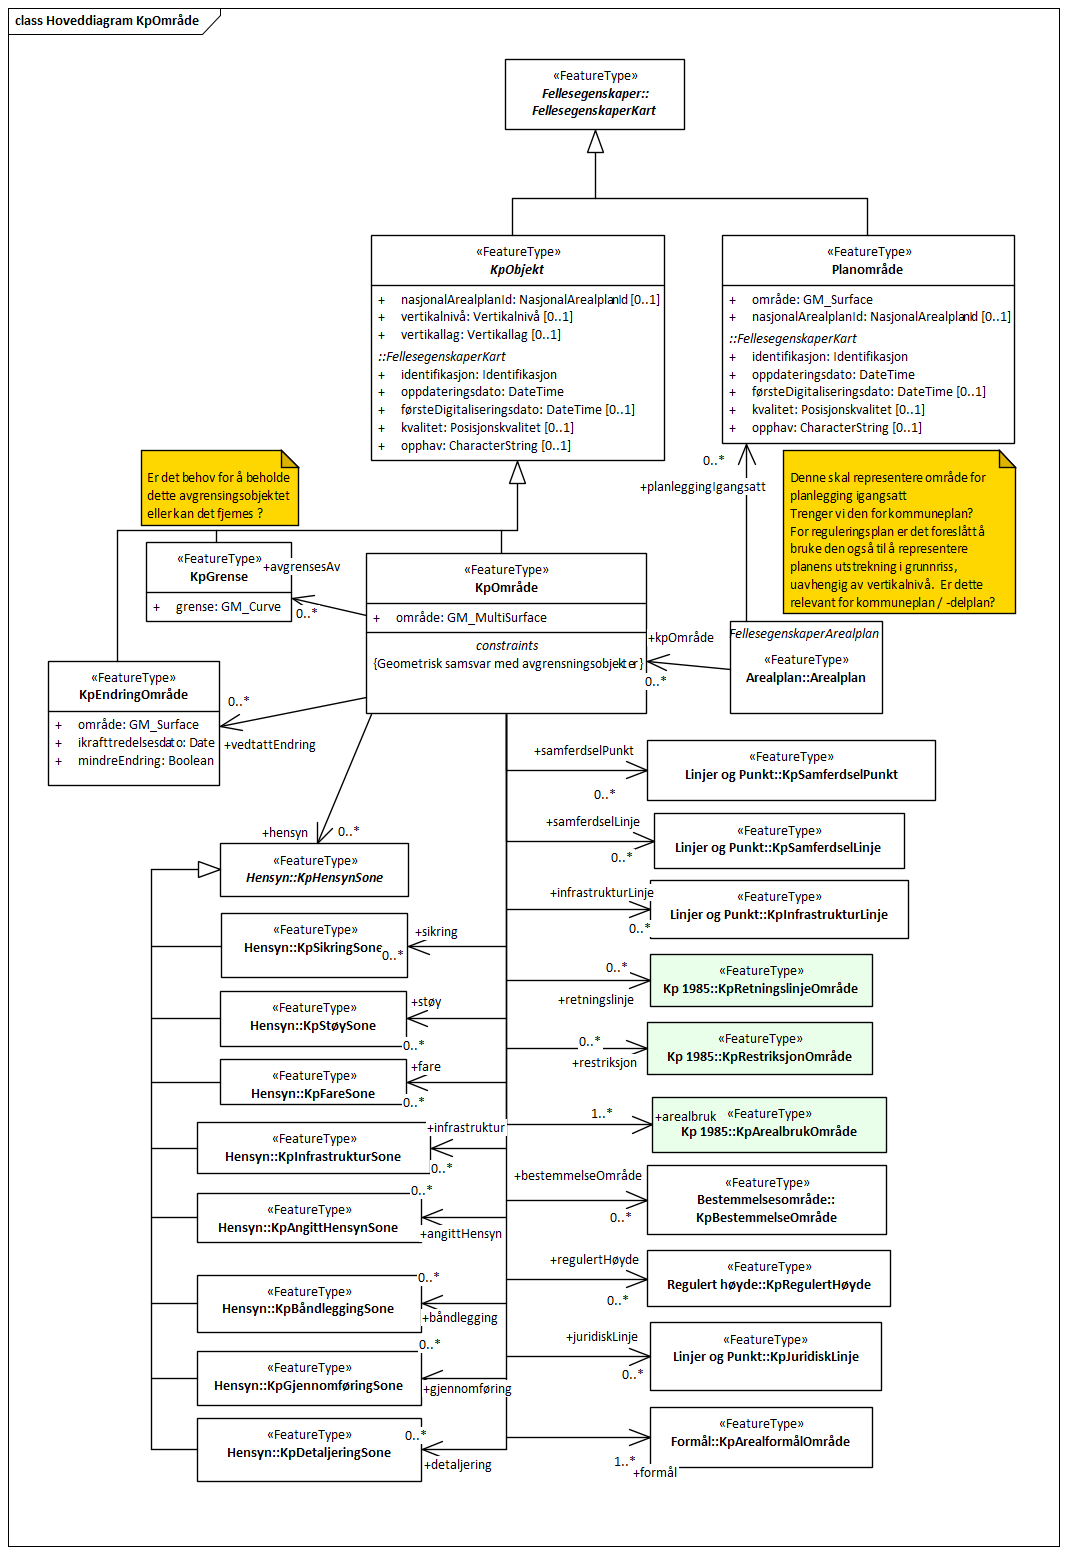 class Hoveddiagram KpOmråde
«FeatureType»
Fellesegenskaper::
FellesegenskaperKart
«FeatureType»
KpObjekt
+ nasjonalArealplanId: NasjonalArealplanId [0..1]
+ vertikalnivå: Vertikalnivå [0..1]
+ vertikallag: Vertikallag [0..1]
::FellesegenskaperKart
+ identifikasjon: Identifikasjon
+ oppdateringsdato: DateTime
+ førsteDigitaliseringsdato: DateTime [0..1]
+ kvalitet: Posisjonskvalitet [0..1]
+ opphav: CharacterString [0..1]
«FeatureType»
Planområde
+ område: GM_Surface
+ nasjonalArealplanId: NasjonalArealplanId [0..1]
::FellesegenskaperKart
+ identifikasjon: Identifikasjon
+ oppdateringsdato: DateTime
+ førsteDigitaliseringsdato: DateTime [0..1]
+ kvalitet: Posisjonskvalitet [0..1]
+ opphav: CharacterString [0..1]
0..*
+planleggingIgangsatt
Er det behov for å beholde
dette avgrensingsobjektet
eller kan det fjernes ?
Denne skal representere område for
planlegging igangsatt
Trenger vi den for kommuneplan?
For reguleringsplan er det foreslått å
bruke den også til å representere
planens utstrekning i grunnriss,
uavhengig av vertikalnivå. Er dette
relevant for kommuneplan / -delplan?
«FeatureType»
KpGrense
+ grense: GM_Curve
+avgrensesAv
0..*
«FeatureType»
KpOmråde
+ område: GM_MultiSurface
constraints
{Geometrisk samsvar med avgrensningsobjekter}
+kpOmråde
0..*
FellesegenskaperArealplan
«FeatureType»
Arealplan::Arealplan
«FeatureType»
KpEndringOmråde
+ område: GM_Surface
+ ikrafttredelsesdato: Date
+ mindreEndring: Boolean
0..*
+vedtattEndring
+hensyn
0..*
«FeatureType»
Hensyn::KpHensynSone
«FeatureType»
Hensyn::KpSikringSone
+sikring
0..*
«FeatureType»
Hensyn::KpStøySone
+støy
0..*
«FeatureType»
Hensyn::KpFareSone
+fare
0..*
«FeatureType»
Hensyn::KpInfrastrukturSone
+infrastruktur
0..*
«FeatureType»
Hensyn::KpAngittHensynSone
0..*
+angittHensyn
«FeatureType»
Hensyn::KpBåndleggingSone
0..*
+båndlegging
«FeatureType»
Hensyn::KpGjennomføringSone
0..*
+gjennomføring
«FeatureType»
Hensyn::KpDetaljeringSone
0..*
+detaljering
+samferdselPunkt
0..*
«FeatureType»
Linjer og Punkt::KpSamferdselPunkt
+samferdselLinje
0..*
«FeatureType»
Linjer og Punkt::KpSamferdselLinje
+infrastrukturLinje
0..*
«FeatureType»
Linjer og Punkt::KpInfrastrukturLinje
0..*
+retningslinje
«FeatureType»
Kp 1985::KpRetningslinjeOmråde
0..*
+restriksjon
«FeatureType»
Kp 1985::KpRestriksjonOmråde
1..*
+arealbruk
«FeatureType»
Kp 1985::KpArealbrukOmråde
+bestemmelseOmråde
0..*
«FeatureType»
Bestemmelsesområde::
KpBestemmelseOmråde
+regulertHøyde
0..*
«FeatureType»
Regulert høyde::KpRegulertHøyde
+juridiskLinje
0..*
«FeatureType»
Linjer og Punkt::KpJuridiskLinje
1..*
+formål
«FeatureType»
Formål::KpArealformålOmråde